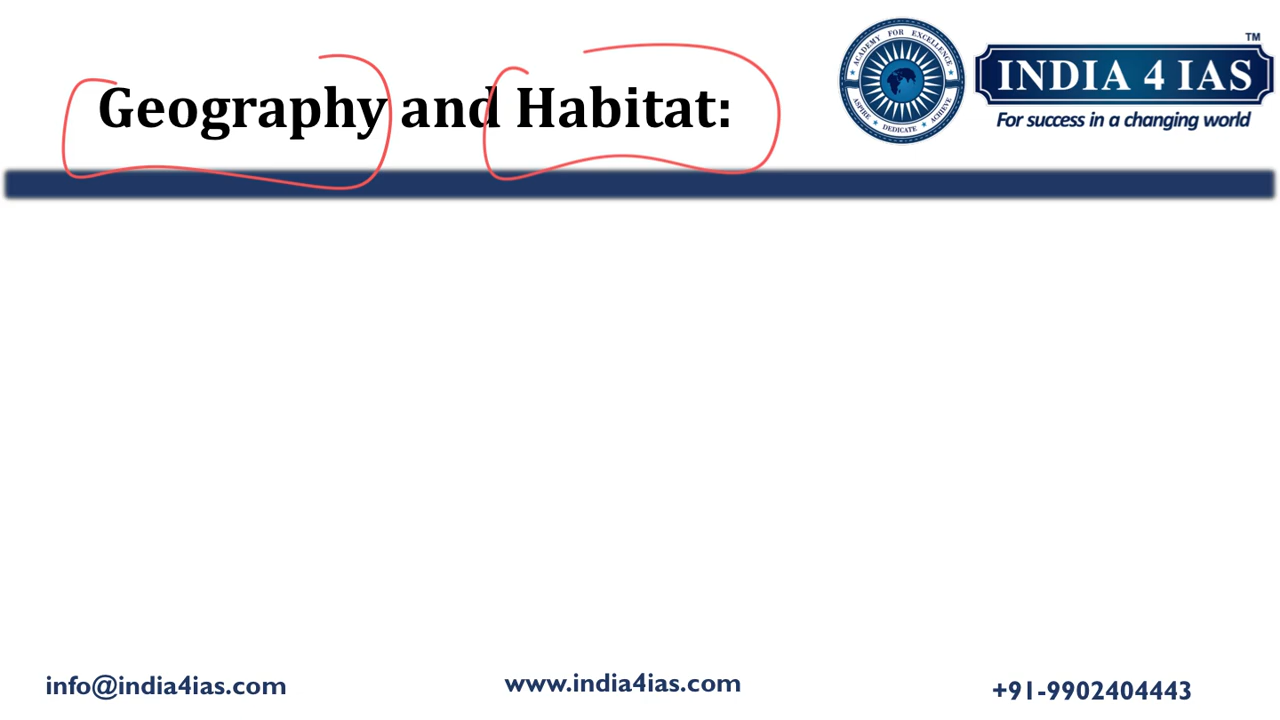 Geography and Habitat:
ACADEMY FOR EXCELLENCE
ASPIRE ★ DEDICATE ★ ACHIEVE
TM
INDIA 4 IAS
For success in a changing world
info@india4ias.com
www.india4ias.com
+91-9902404443